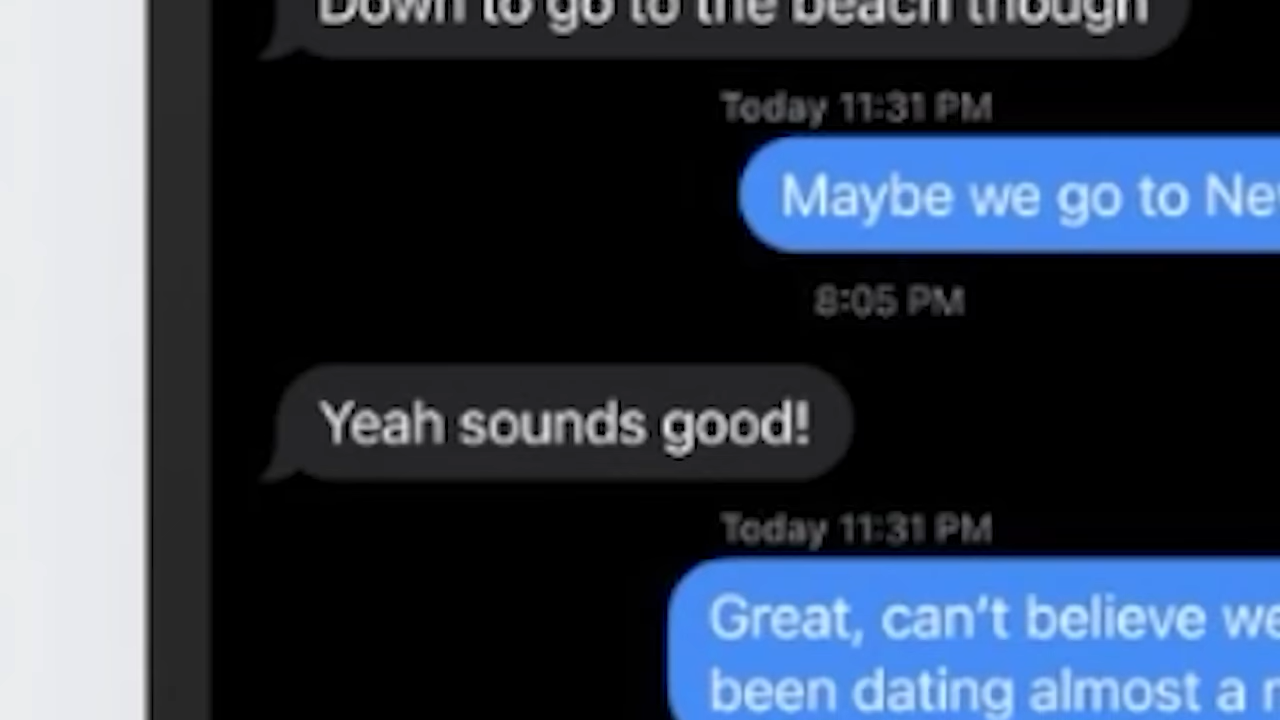 Down to go to the beach though
Today 11:31 PM
Maybe we go to
8:05 PM
Yeah sounds good!
Today 11:31 PM
Great, can't believe we
been dating almost a